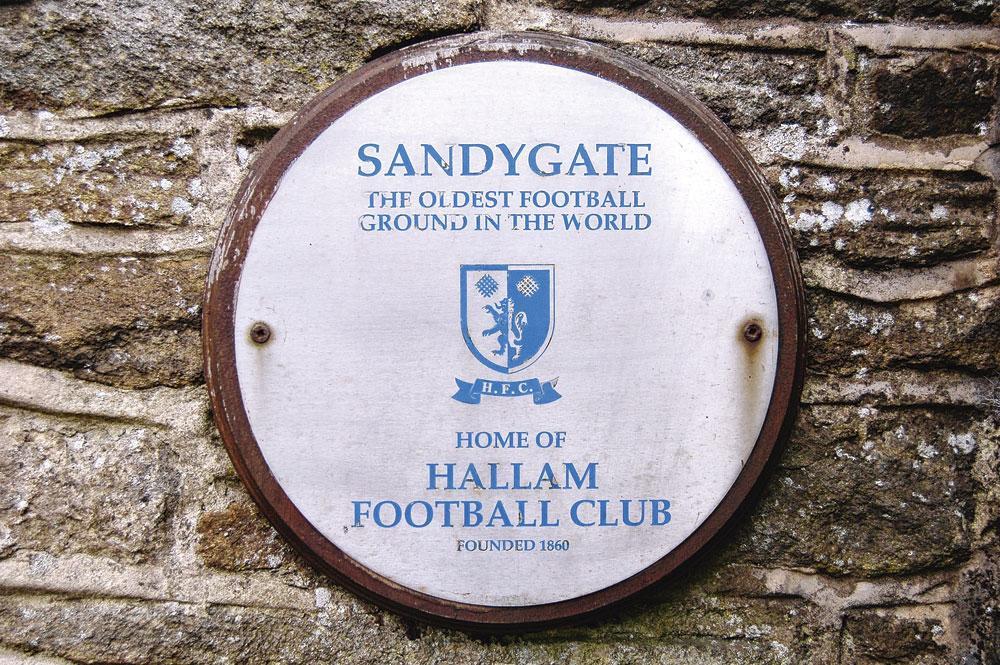 SANDYGATE
THE OLDEST FOOTBALL
GROUND IN THE WORLD
H.F.C.
HOME OF
HALLAM
FOOTBALL CLUB
FOUNDED 1860